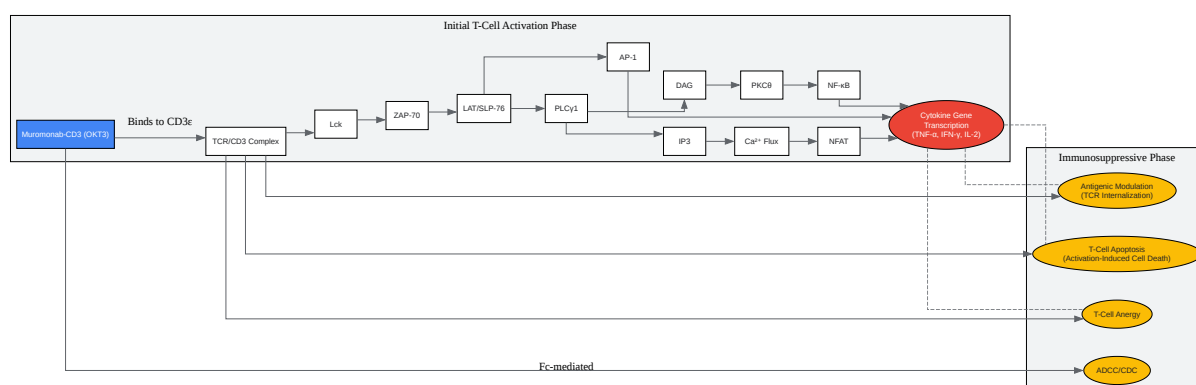 Initial T-Cell Activation Phase
AP-1
DAG
PKCθ
NF-κB
LAT/SLP-76
PLCγ1
ZAP-70
Lck
Binds to CD3ε
Muromonab-CD3 (OKT3)
TCR/CD3 Complex
IP3
Ca²⁺ Flux
NFAT
Cytokine Gene
Transcription
(TNF-α, IFN-γ, IL-2)
Immunosuppressive Phase
Antigenic Modulation
(TCR Internalization)
T-Cell Apoptosis
(Activation-Induced Cell Death)
T-Cell Anergy
Fc-mediated
ADCC/CDC